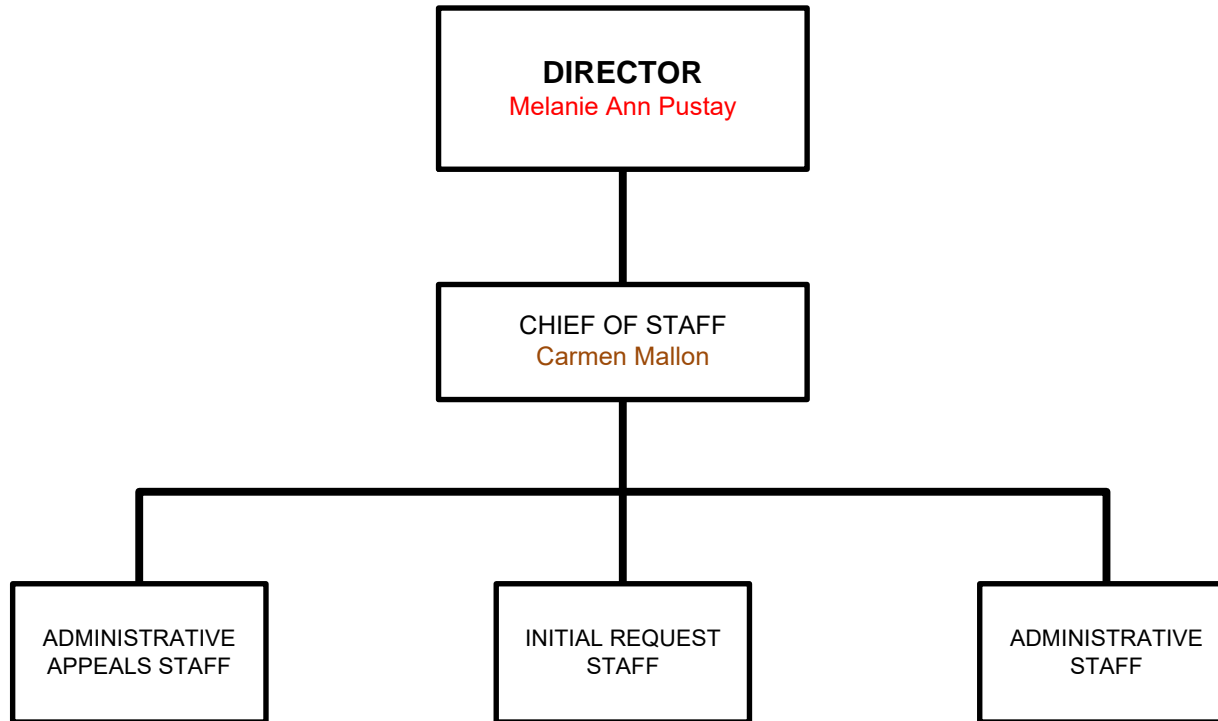 DIRECTOR
Melanie Ann Pustay
CHIEF OF STAFF
Carmen Mallon
ADMINISTRATIVE
APPEALS STAFF
INITIAL REQUEST
STAFF
ADMINISTRATIVE
STAFF